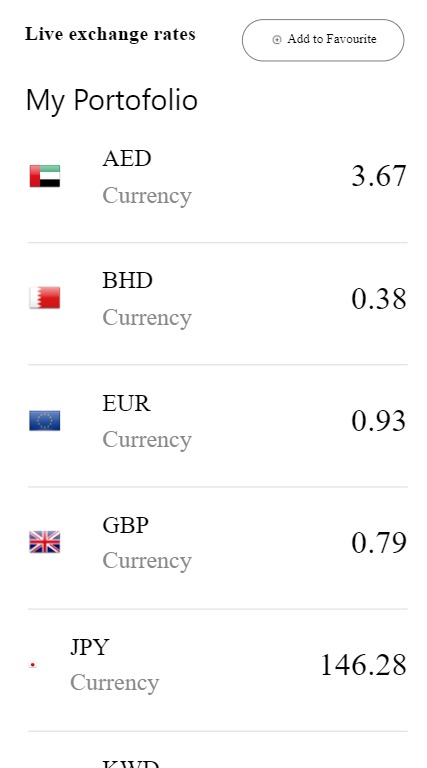 Live exchange rates
Add to Favourite
My Portofolio
AED
Currency
3.67
BHD
Currency
0.38
EUR
Currency
0.93
GBP
Currency
0.79
JPY
Currency
146.28
KWD